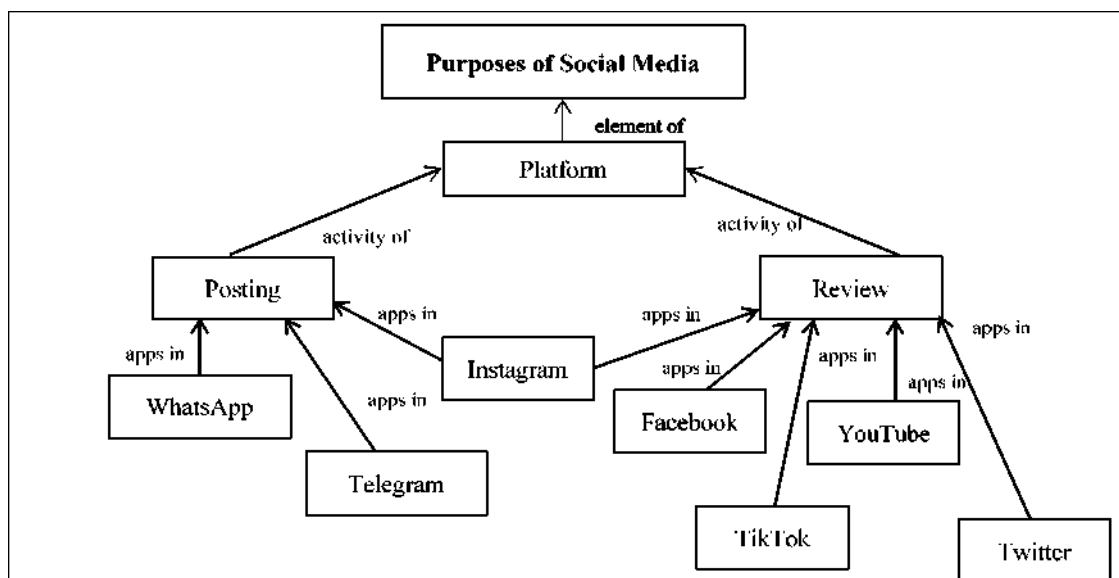 Purposes of Social Media
element of
Platform
activity of
activity of
Posting
Review
apps in
apps in
apps in
apps in
apps in
apps in
apps in
apps in
Instagram
WhatsApp
Facebook
YouTube
Telegram
TikTok
Twitter